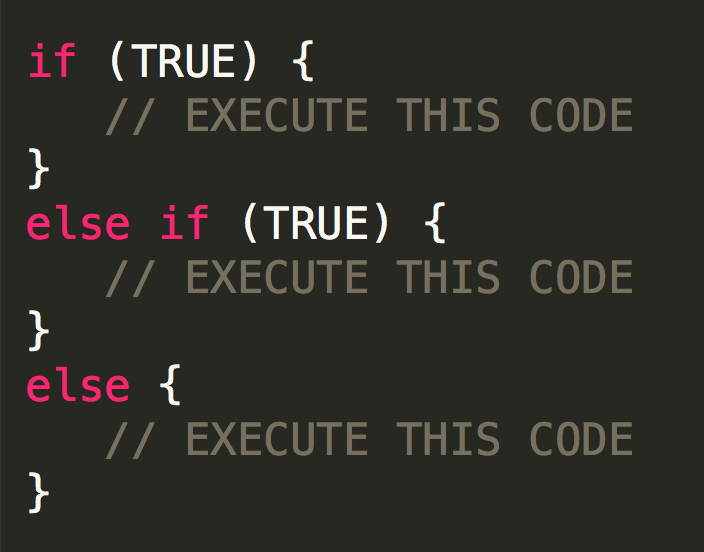 if (TRUE) {
   // EXECUTE THIS CODE
}
else if (TRUE) {
   // EXECUTE THIS CODE
}
else {
   // EXECUTE THIS CODE
}